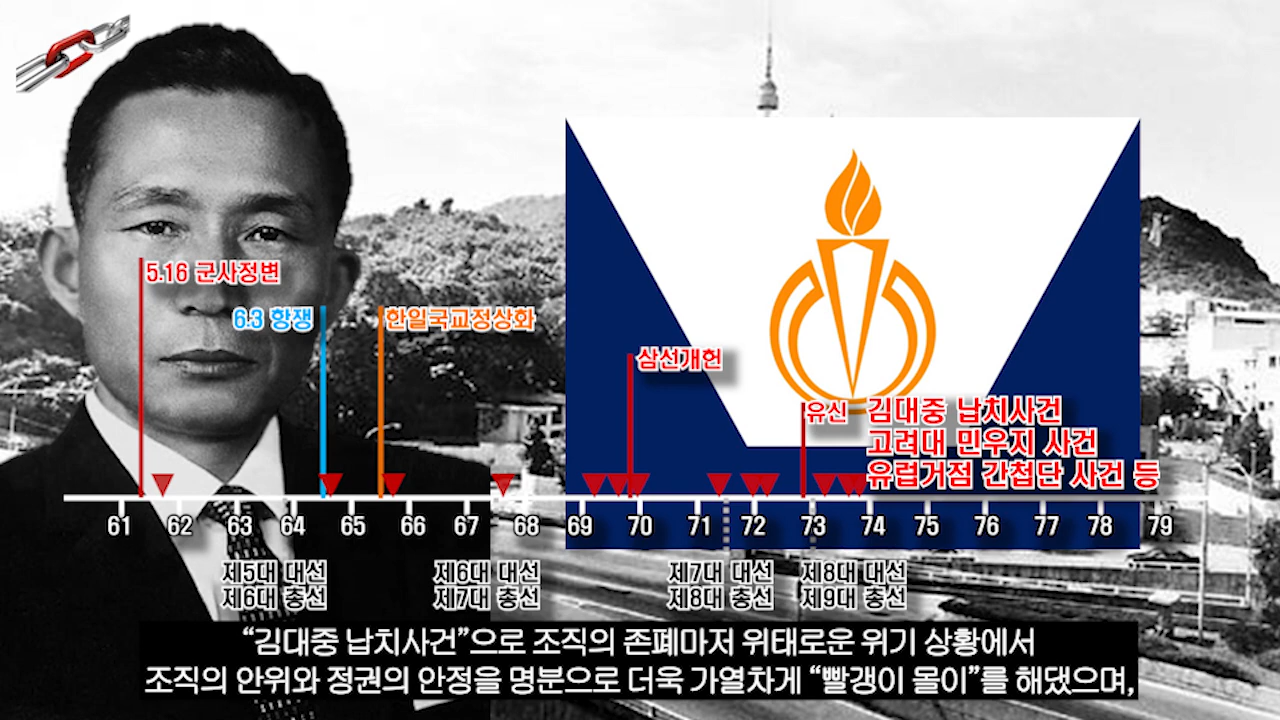 5.16 군사정변
6.3 항쟁
한일국교정상화
삼선개헌
유신
김대중 납치사건
고려대 민우지 사건
유럽거점 간첩단 사건 등
61 62 63 64 65 66 67 68 69 70 71 72 73 74 75 76 77 78 79
제5대 대선
제6대 총선
제6대 대선
제7대 총선
제7대 대선
제8대 총선
제8대 대선
제9대 총선
“김대중 납치사건”으로 조직의 존폐마저 위태로운 위기 상황에서
조직의 안위와 정권의 안정을 명분으로 더욱 가열차게 “빨갱이 몰이”를 해댔으며,